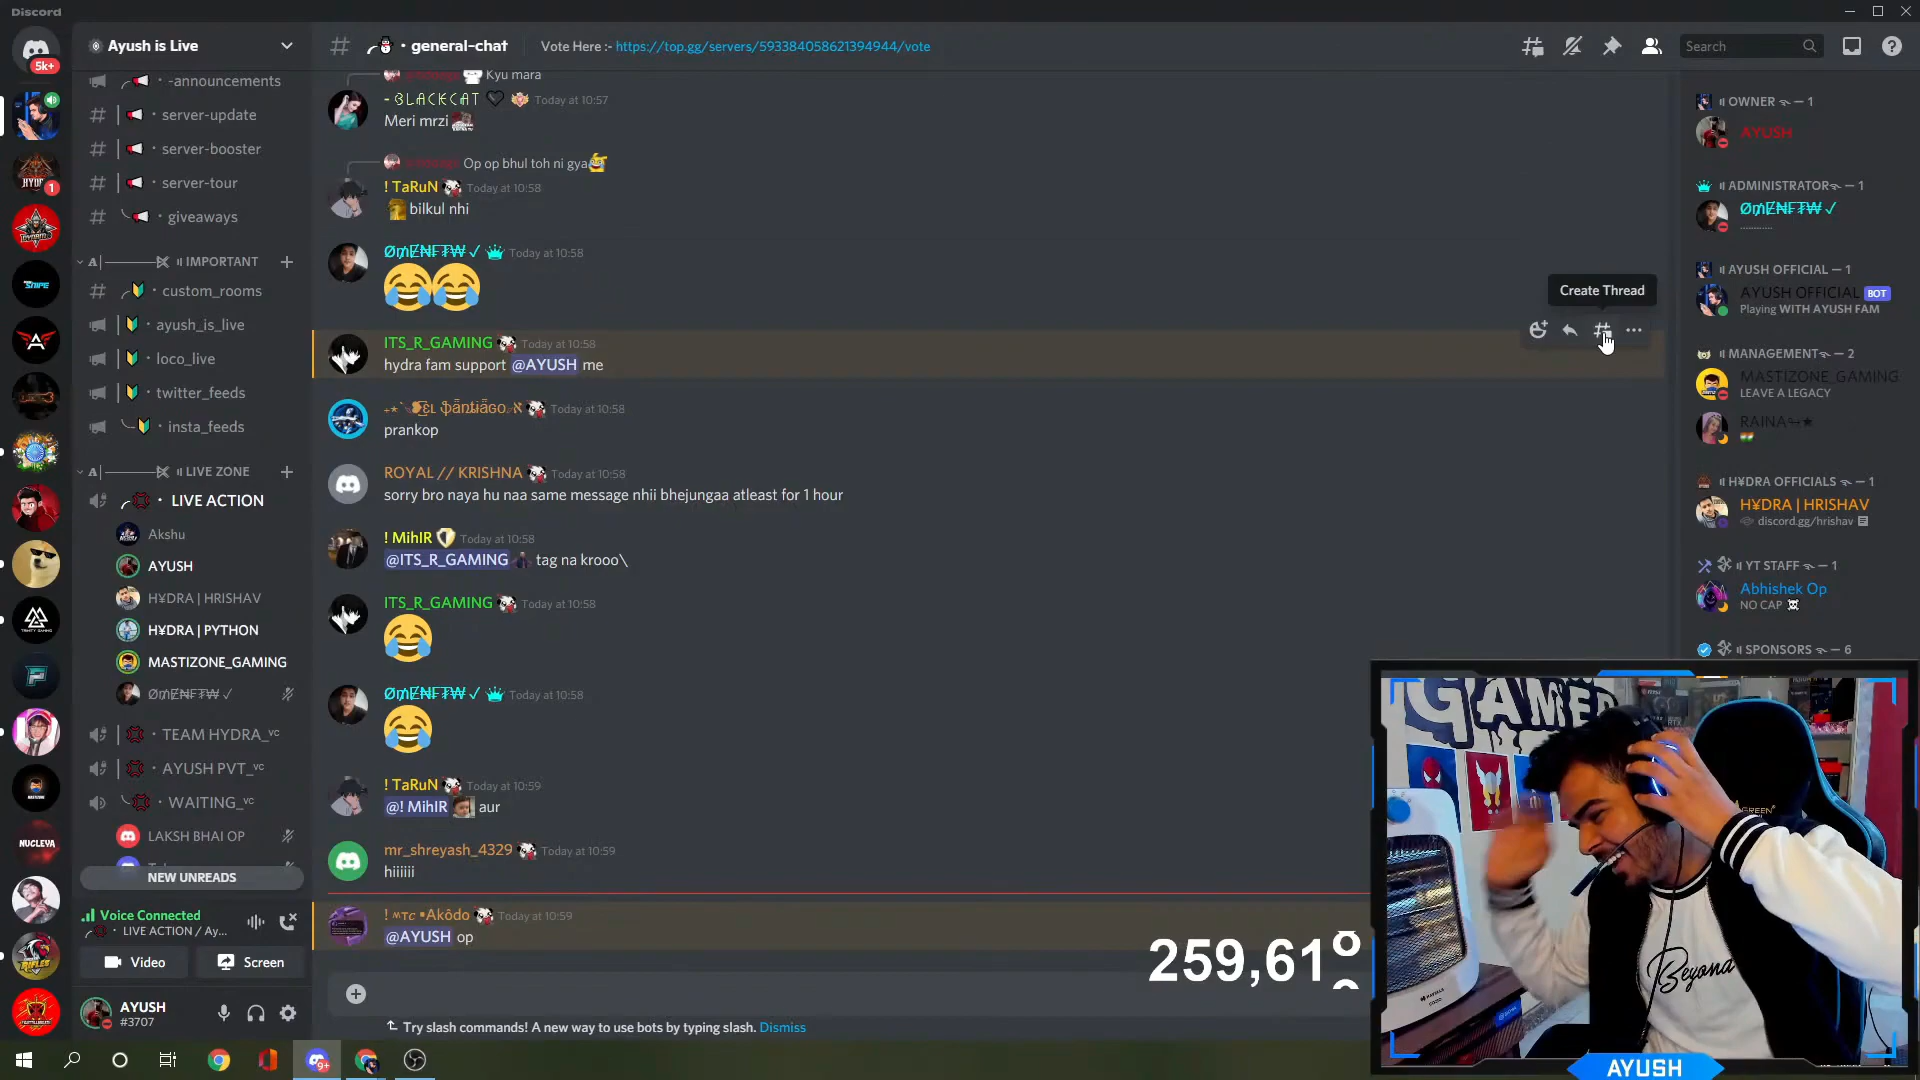 Discord
Ayush is Live
general-chat
Vote Here :- https://top.gg/servers/593384058621394944/vote
Search
-announcements
server-update
server-booster
server-tour
giveaways
IMPORTANT
custom_rooms
ayush_is_live
loco_live
twitter_feeds
insta_feeds
LIVE ZONE
LIVE ACTION
Akshu
AYUSH
H¥DRA | HRISHAV
H¥DRA | PYTHON
MASTIZONE_GAMING
TEAM HYDRA_vc
AYUSH PVT_vc
WAITING_vc
LAKSH BHAI OP
NEW UNREADS
Voice Connected
LIVE ACTION / Ay...
Video
Screen
AYUSH
#3707
5k+
1
SNIPE
NUCLEYA
RIFLES
Kyu mara
Today at 10:57
Meri mrzi
Op op bhul toh ni gya
! TaRuN Today at 10:58
bilkul nhi
Today at 10:58
ITS_R_GAMING Today at 10:58
hydra fam support @AYUSH me
Create Thread
Today at 10:58
prankop
ROYAL // KRISHNA Today at 10:58
sorry bro naya hu naa same message nhii bhejungaa atleast for 1 hour
! MihIR Today at 10:58
@ITS_R_GAMING tag na krooo\
ITS_R_GAMING Today at 10:58
Today at 10:58
! TaRuN Today at 10:59
@! MihIR aur
mr_shreyash_4329 Today at 10:59
hiiiiii
Akôdo Today at 10:59
@AYUSH op
Try slash commands! A new way to use bots by typing slash. Dismiss
OWNER — 1
AYUSH
ADMINISTRATOR — 1
AYUSH OFFICIAL — 1
AYUSH OFFICIAL BOT
Playing WITH AYUSH FAM
MANAGEMENT — 2
MASTIZONE_GAMING
LEAVE A LEGACY
RAINA
H¥DRA OFFICIALS — 1
H¥DRA | HRISHAV
discord.gg/hrishav
YT STAFF — 1
Abhishek Op
NO CAP
SPONSORS — 6
259,61
GAMER
GREEN
Beyond
AYUSH
9+